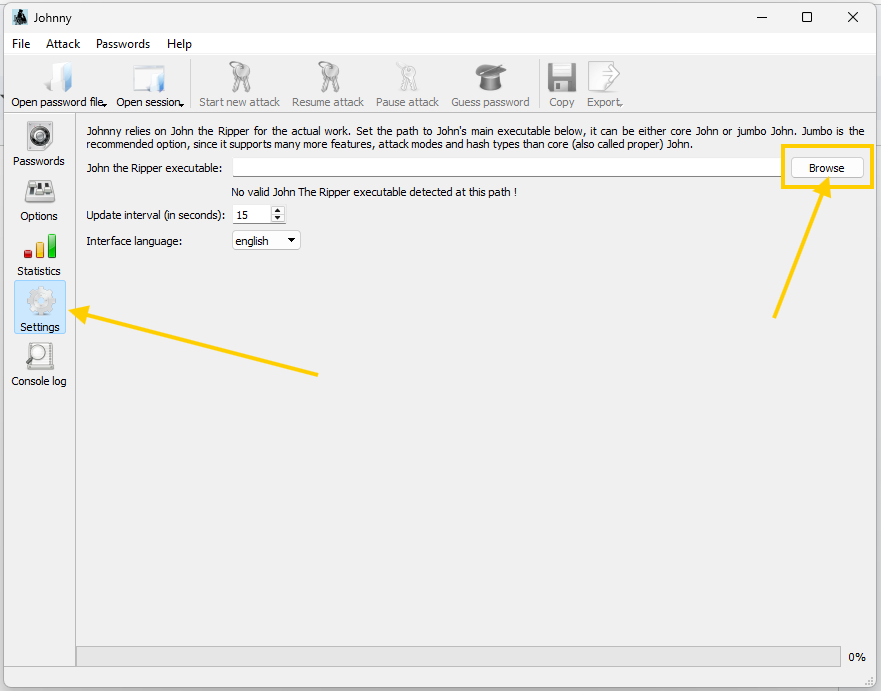 Johnny
File Attack Passwords Help
Open password file Open session Start new attack Resume attack Pause attack Guess password Copy Export
Passwords
Options
Statistics
Settings
Console log
Johnny relies on John the Ripper for the actual work. Set the path to John's main executable below, it can be either core John or jumbo John. Jumbo is the
recommended option, since it supports many more features, attack modes and hash types than core (also called proper) John.
John the Ripper executable: Browse
No valid John The Ripper executable detected at this path !
Update interval (in seconds): 15
Interface language: english
0%